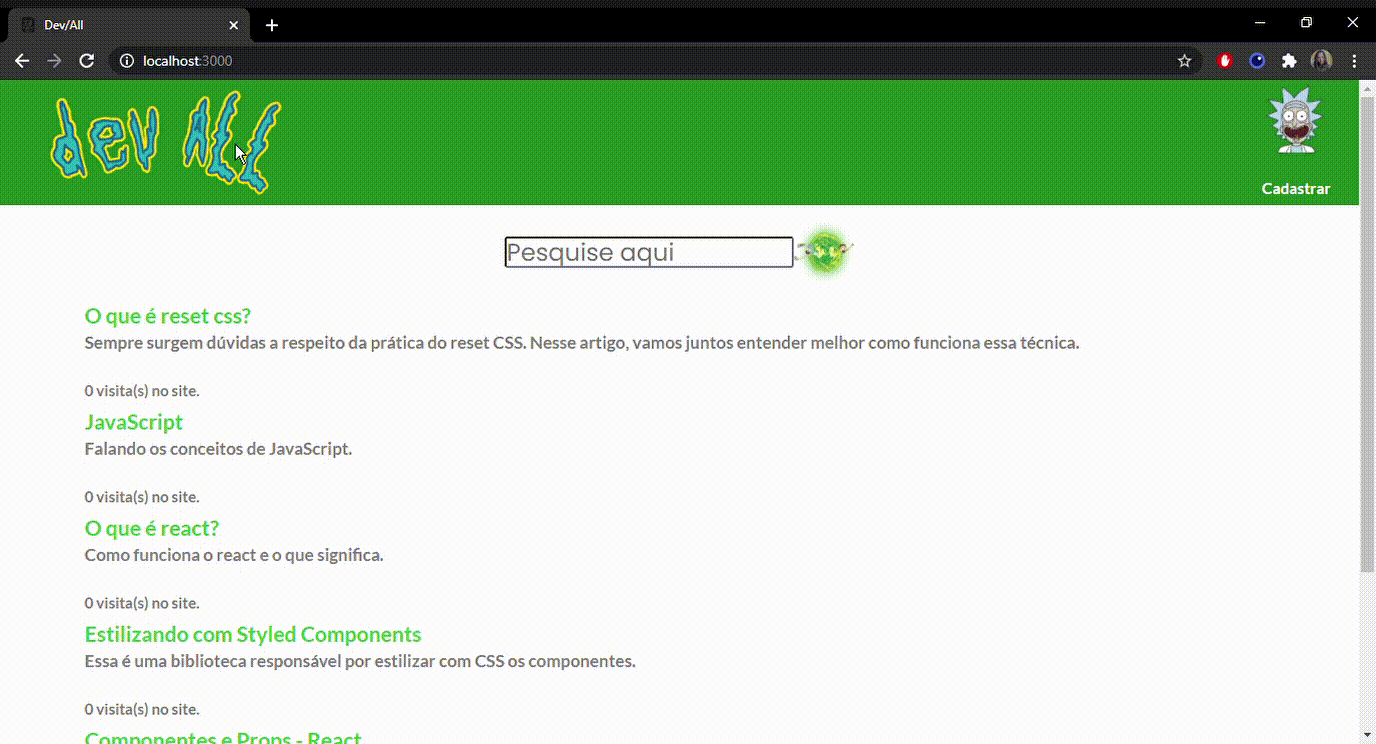 Dev/All
localhost:3000
dev All
Cadastrar
Pesquise aqui
O que é reset css?
Sempre surgem dúvidas a respeito da prática do reset CSS. Nesse artigo, vamos juntos entender melhor como funciona essa técnica.
0 visita(s) no site.
JavaScript
Falando os conceitos de JavaScript.
0 visita(s) no site.
O que é react?
Como funciona o react e o que significa.
0 visita(s) no site.
Estilizando com Styled Components
Essa é uma biblioteca responsável por estilizar com CSS os componentes.
0 visita(s) no site.
Componentes e Props - React